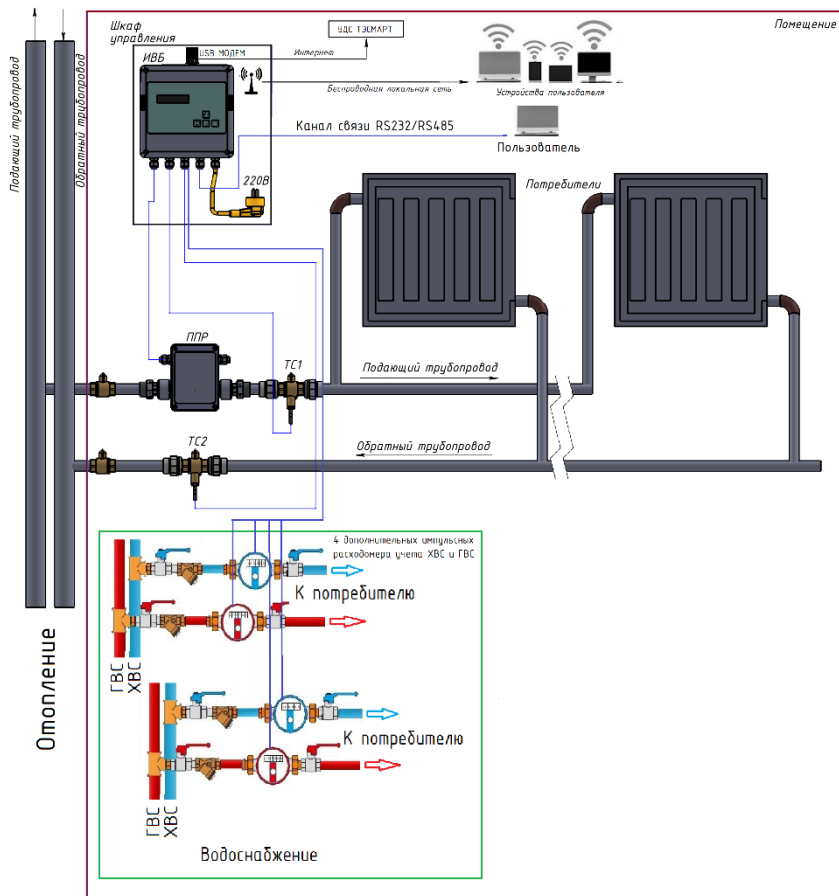 Помещение
Шкаф
управления
USB МОДЕМ
УДС ТЭСМАРТ
Интернет
ИВБ
Беспроводная локальная сеть
Устройства пользователя
Канал связи RS232/RS485
Пользователь
220В
Потребители
Подающий трубопровод
Обратный трубопровод
ППР
ТС1
Подающий трубопровод
ТС2
Обратный трубопровод
4 дополнительных импульсных
расходомера учета ХВС и ГВС
К потребителю
ГВС
ХВС
К потребителю
ГВС
ХВС
Отопление
Водоснабжение